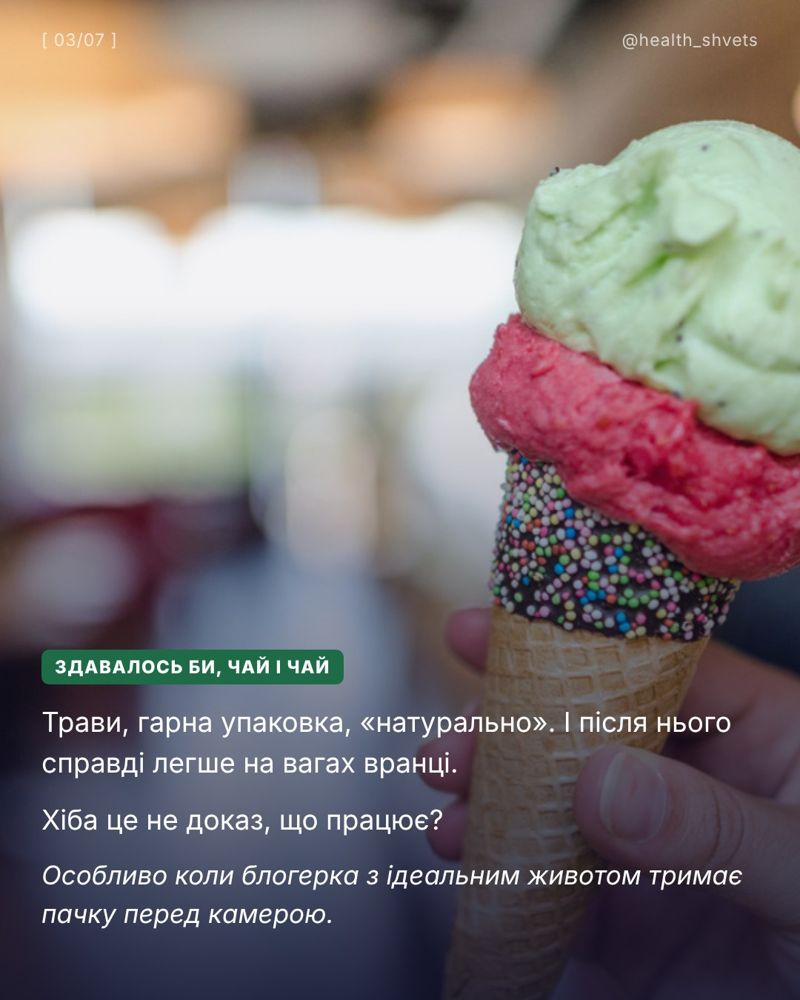 [ 03/07 ]
@health_shvets
ЗДАВАЛОСЬ БИ, ЧАЙ І ЧАЙ
Трави, гарна упаковка, «натурально». І після нього
справді легше на вагах вранці.
Хіба це не доказ, що працює?
Особливо коли блогерка з ідеальним животом тримає
пачку перед камерою.